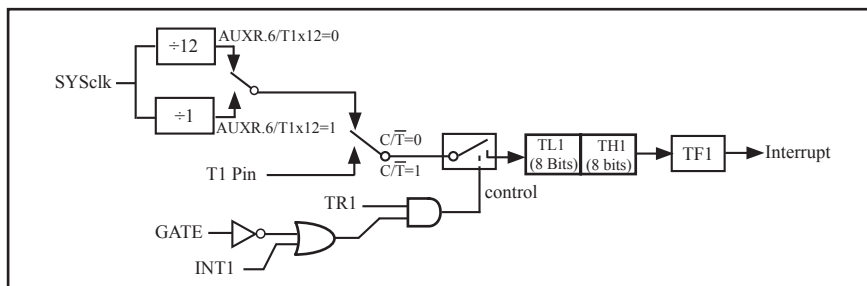 ÷12
AUXR.6/T1x12=0
SYSclk
÷1
AUXR.6/T1x12=1
C/T̅=0
C/T̅=1
T1 Pin
TL1
(8 Bits)
TH1
(8 bits)
TF1
Interrupt
control
TR1
GATE
INT1